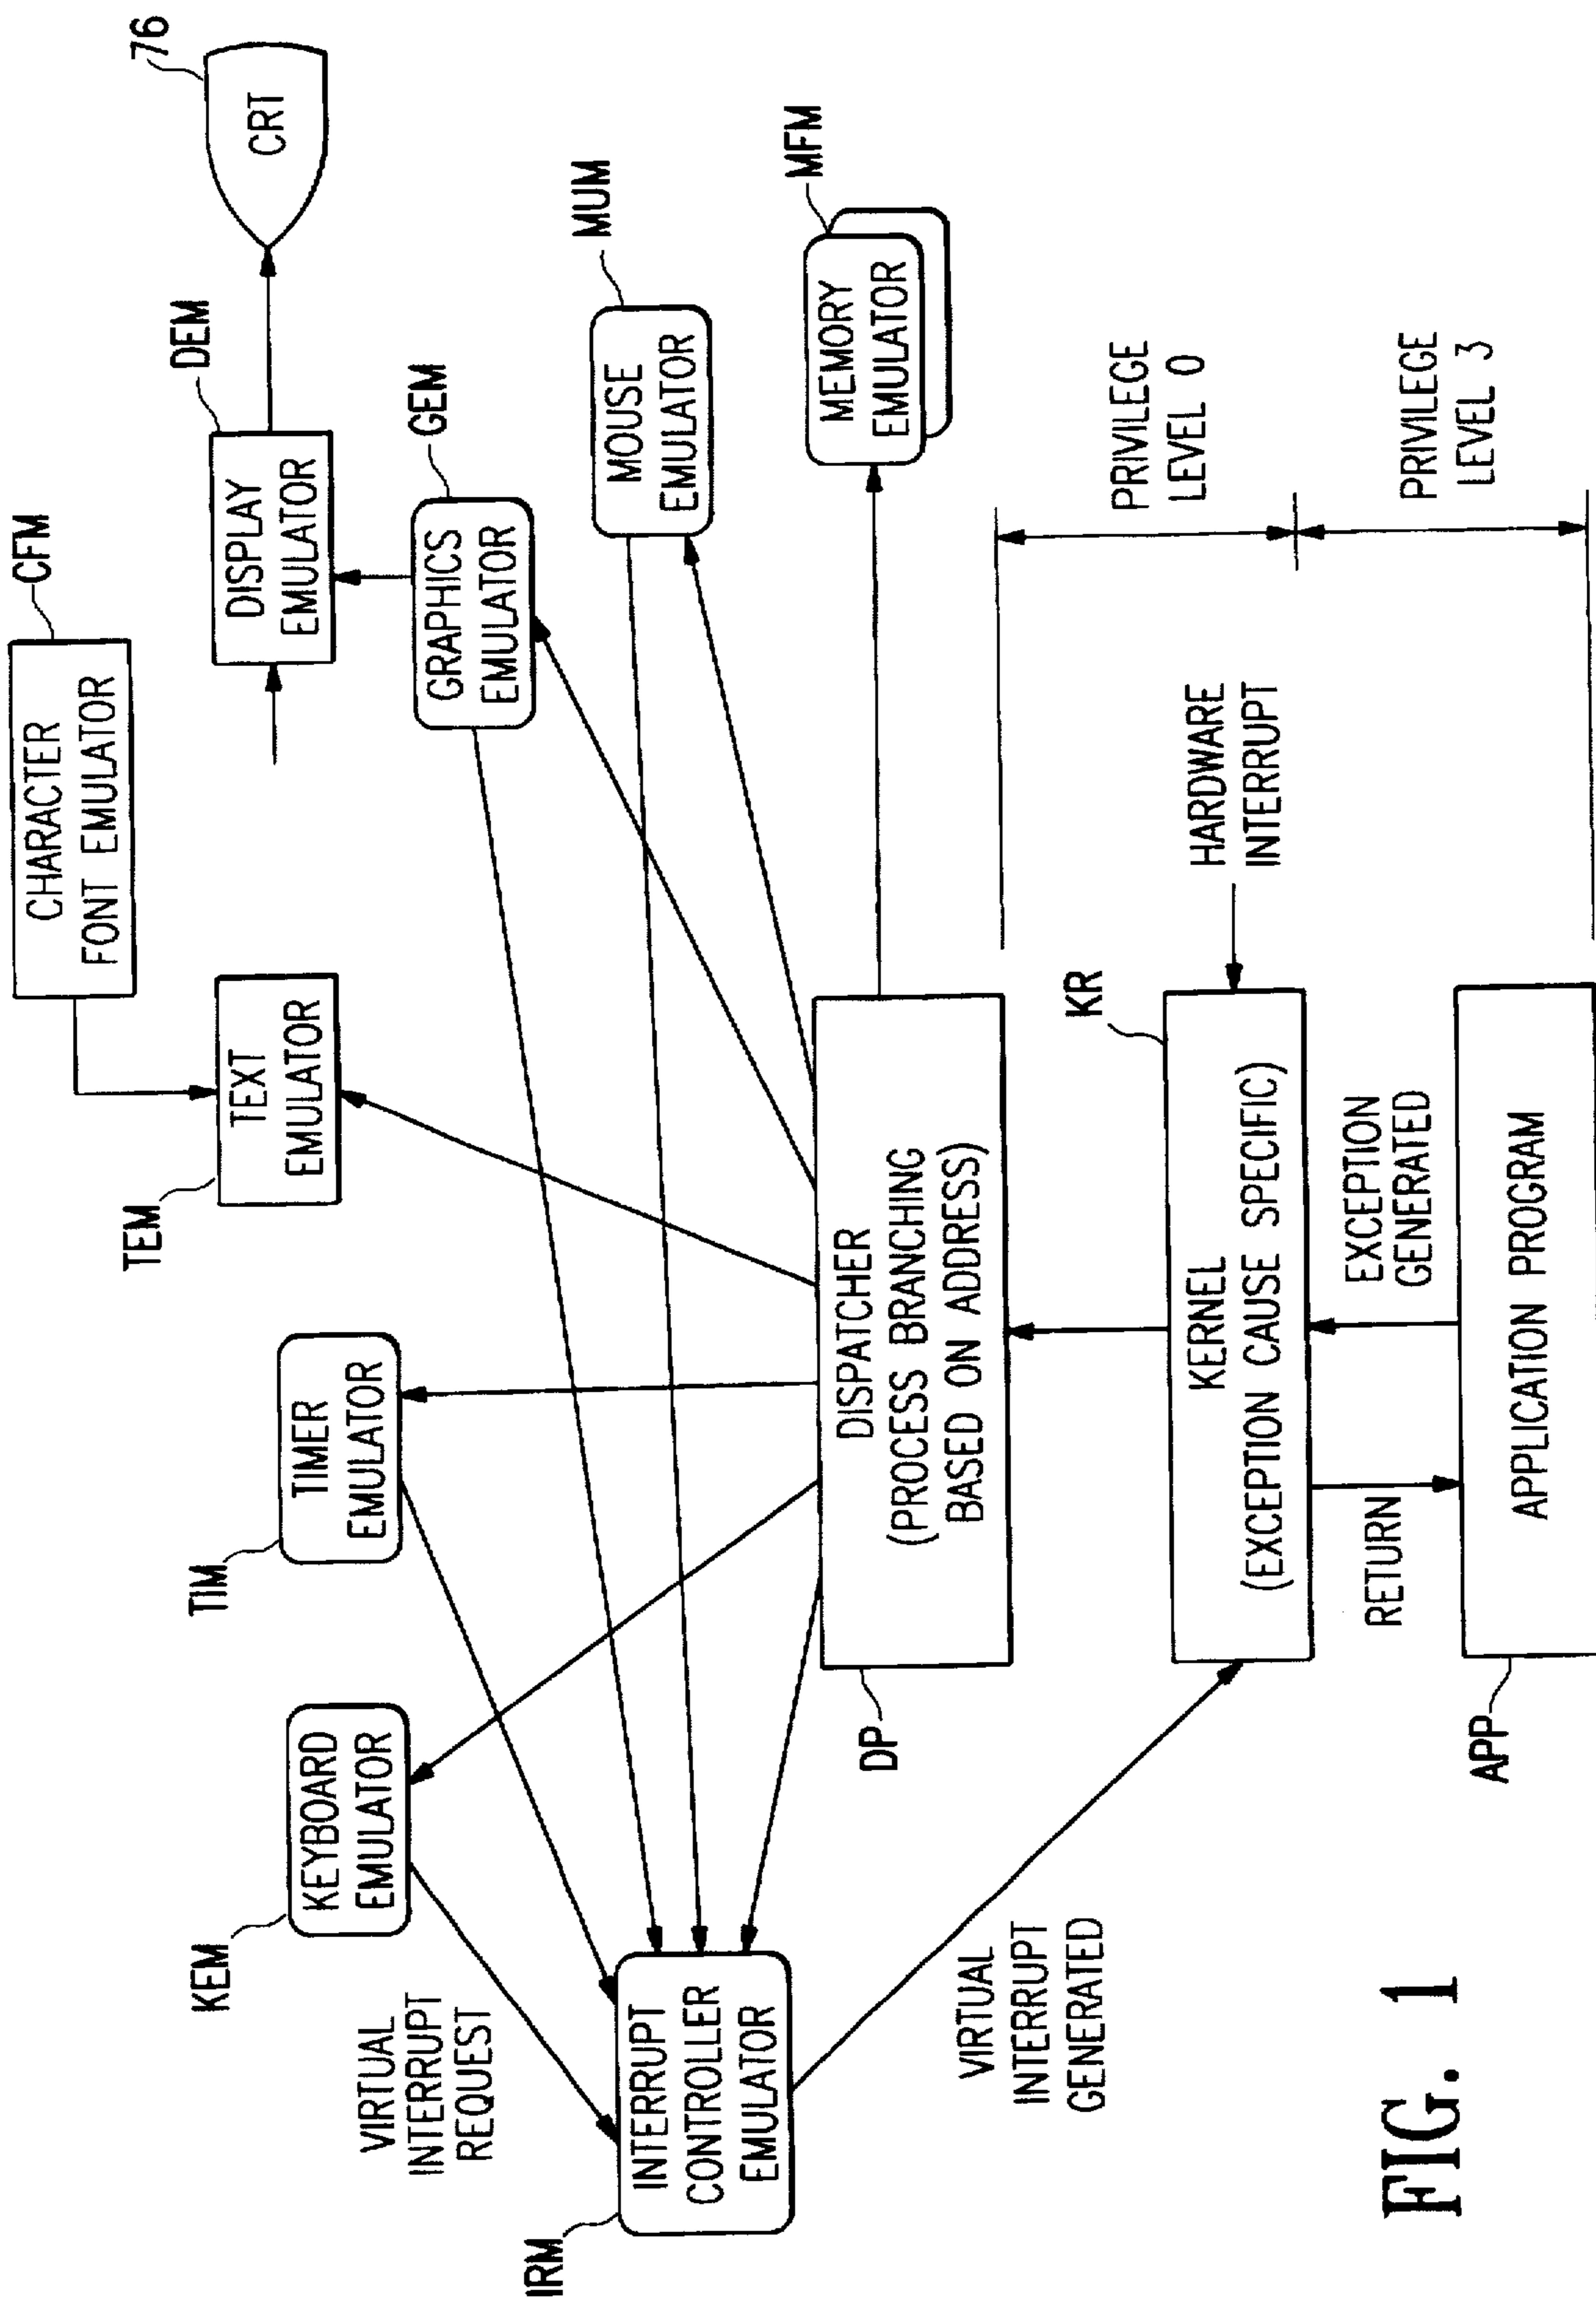 CHARACTER
FONT EMULATOR
CFM
76
CRT
DEM
DISPLAY
EMULATOR
TEM
TEXT
EMULATOR
TIM
TIMER
EMULATOR
KEM
KEYBOARD
EMULATOR
GEM
GRAPHICS
EMULATOR
MUM
MOUSE
EMULATOR
MFM
MEMORY
EMULATOR
VIRTUAL
INTERRUPT
REQUEST
IRM
INTERRUPT
CONTROLLER
EMULATOR
DISPATCHER
(PROCESS BRANCHING
BASED ON ADDRESS)
DP
VIRTUAL
INTERRUPT
GENERATED
KR
KERNEL
(EXCEPTION CAUSE SPECIFIC)
HARDWARE
INTERRUPT
PRIVILEGE
LEVEL 0
PRIVILEGE
LEVEL 3
RETURN
EXCEPTION
GENERATED
APP
APPLICATION PROGRAM
FIG. 1